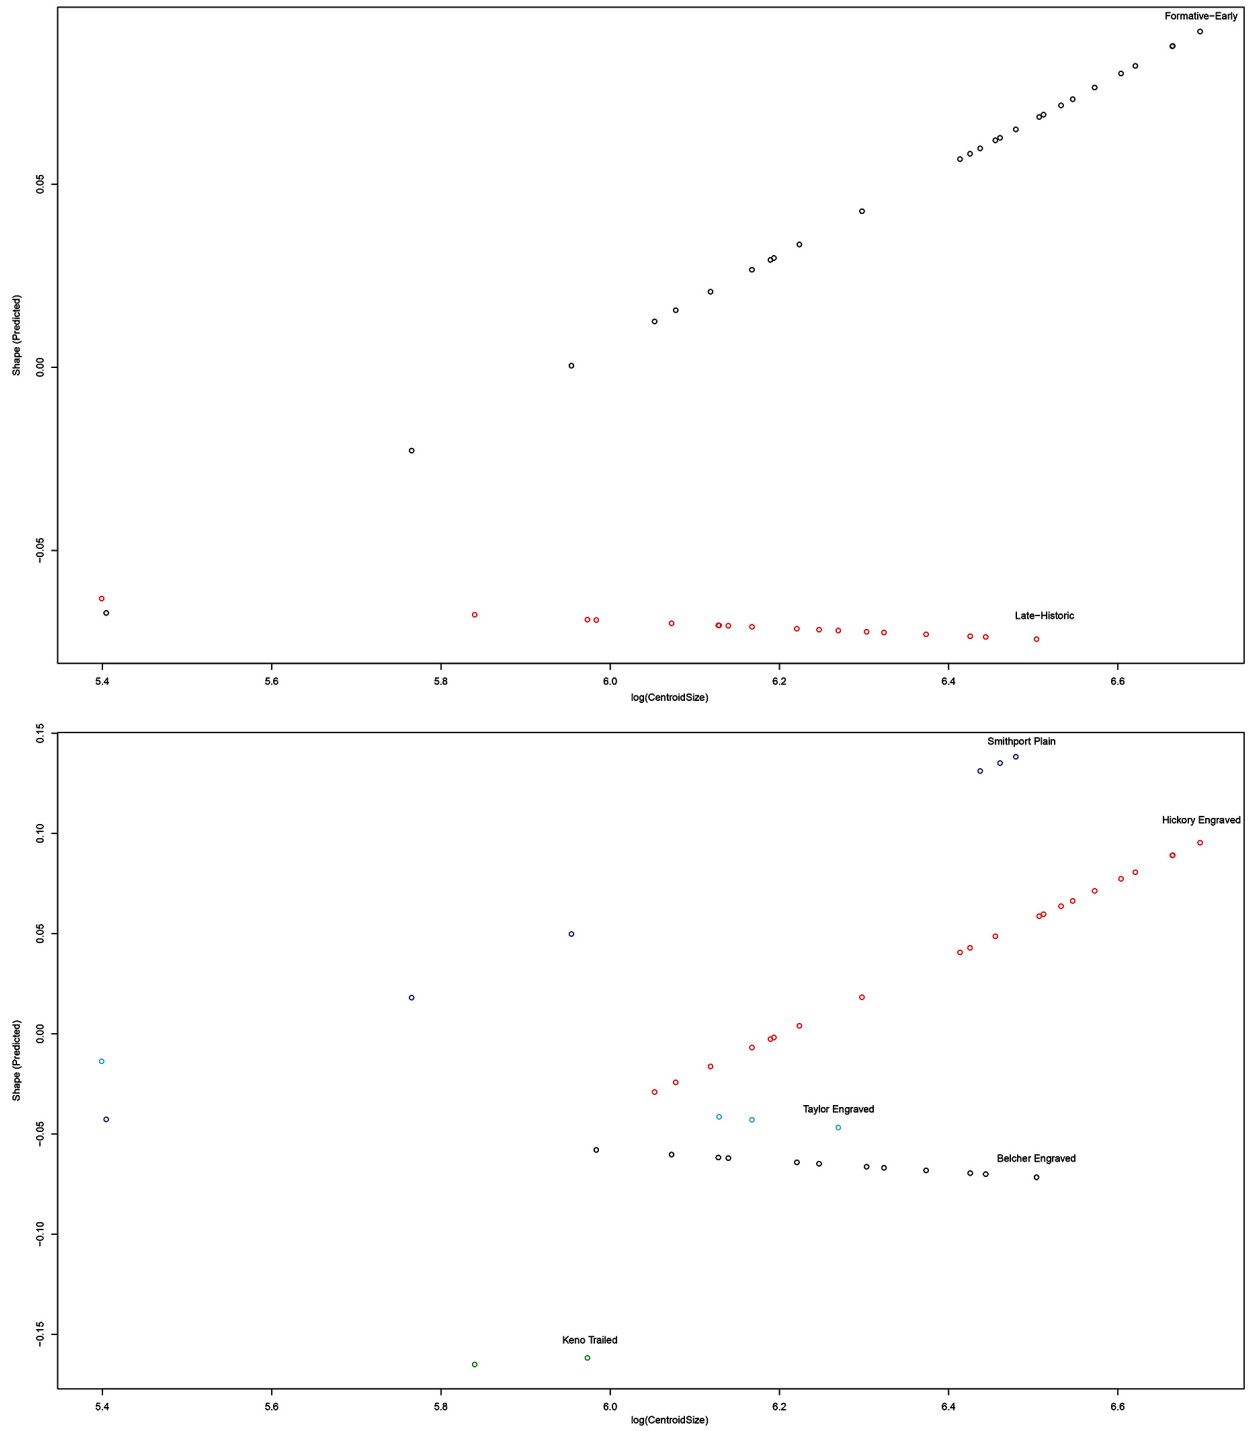 Formative−Early
0.05
0.00
−0.05
Shape (Predicted)
Late−Historic
5.4 5.6 5.8 6.0 6.2 6.4 6.6
log(CentroidSize)
0.15
Smithport Plain
Hickory Engraved
0.10
0.05
0.00
−0.05
−0.10
−0.15
Shape (Predicted)
Taylor Engraved
Belcher Engraved
Keno Trailed
5.4 5.6 5.8 6.0 6.2 6.4 6.6
log(CentroidSize)